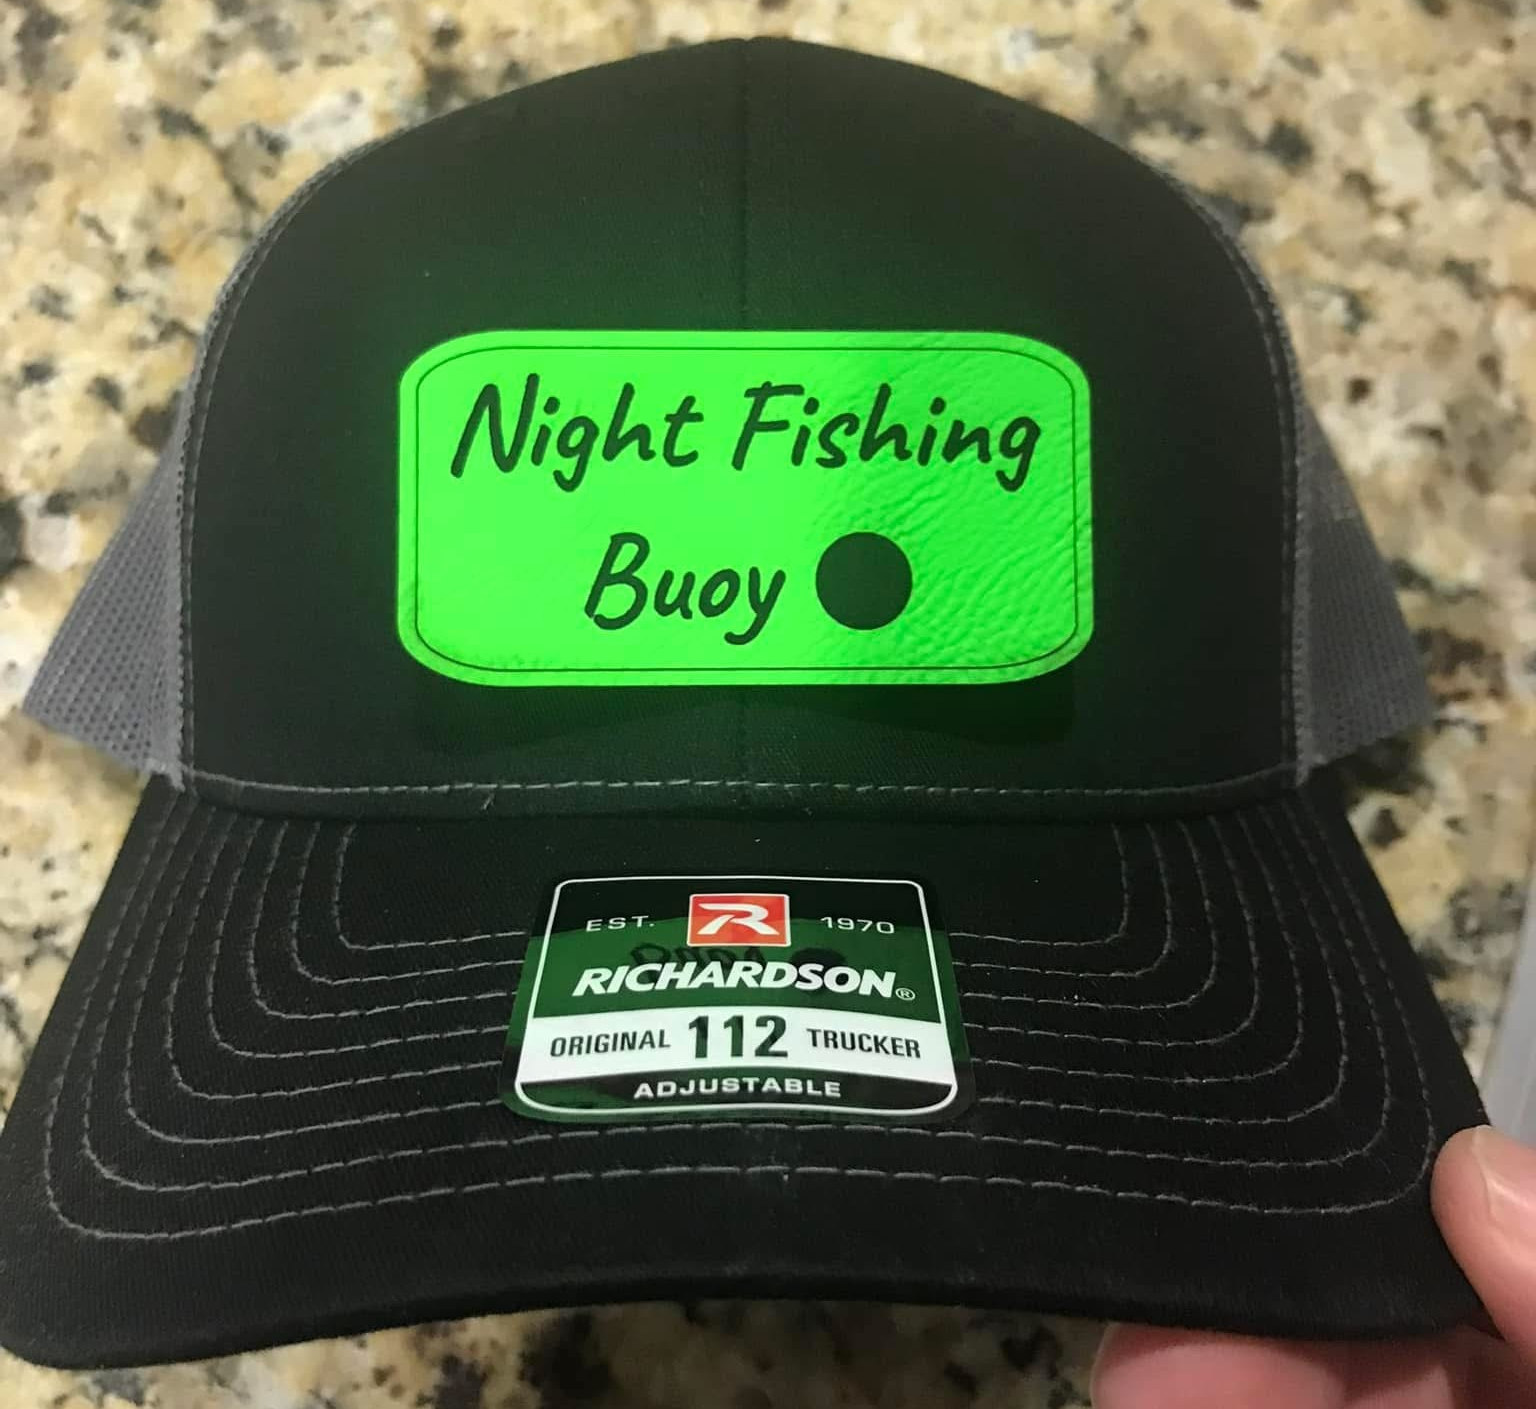 Night Fishing
Buoy
EST. R 1970
RICHARDSON®
ORIGINAL 112 TRUCKER
ADJUSTABLE